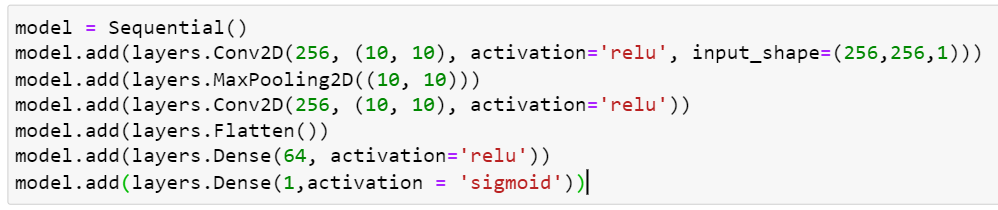 model = Sequential()
model.add(layers.Conv2D(256, (10, 10), activation='relu', input_shape=(256,256,1)))
model.add(layers.MaxPooling2D((10, 10)))
model.add(layers.Conv2D(256, (10, 10), activation='relu'))
model.add(layers.Flatten())
model.add(layers.Dense(64, activation='relu'))
model.add(layers.Dense(1,activation = 'sigmoid'))